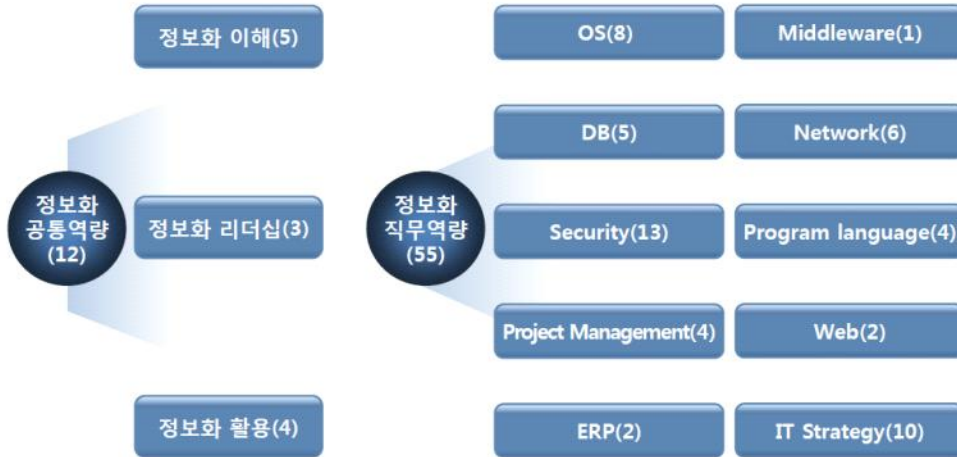 정보화 이해(5)
정보화
공통역량
(12)
정보화 리더십(3)
정보화 활용(4)
정보화
직무역량
(55)
OS(8)
Middleware(1)
DB(5)
Network(6)
Security(13)
Program language(4)
Project Management(4)
Web(2)
ERP(2)
IT Strategy(10)